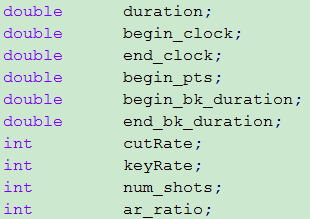 double duration;
double begin_clock;
double end_clock;
double begin_pts;
double begin_bk_duration;
double end_bk_duration;
int cutRate;
int keyRate;
int num_shots;
int ar_ratio;